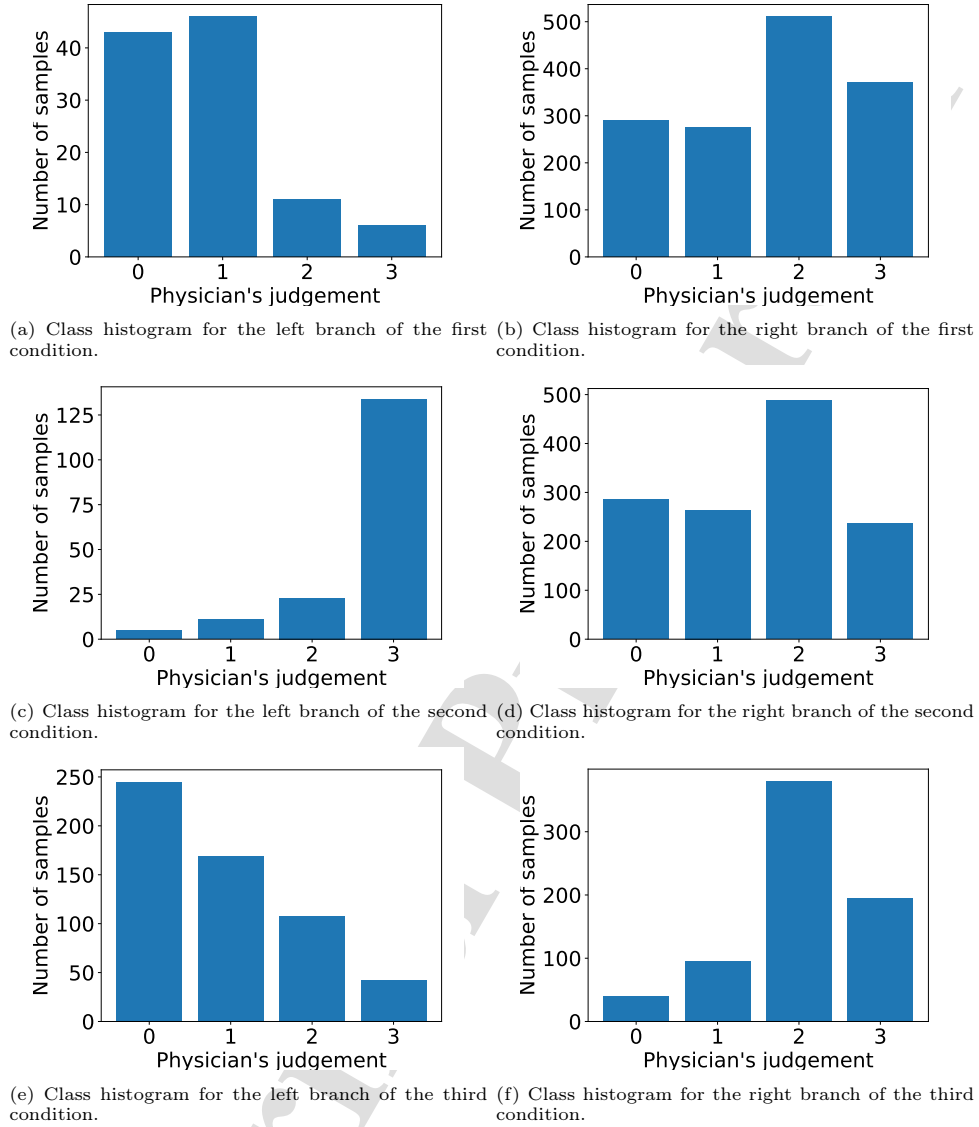 Number of samples
40
30
20
10
0
0 1 2 3
Physician's judgement
(a) Class histogram for the left branch of the first condition.
Number of samples
500
400
300
200
100
0
0 1 2 3
Physician's judgement
(b) Class histogram for the right branch of the first condition.
Number of samples
125
100
75
50
25
0
0 1 2 3
Physician's judgement
(c) Class histogram for the left branch of the second condition.
Number of samples
500
400
300
200
100
0
0 1 2 3
Physician's judgement
(d) Class histogram for the right branch of the second condition.
Number of samples
250
200
150
100
50
0
0 1 2 3
Physician's judgement
(e) Class histogram for the left branch of the third condition.
Number of samples
300
200
100
0
0 1 2 3
Physician's judgement
(f) Class histogram for the right branch of the third condition.